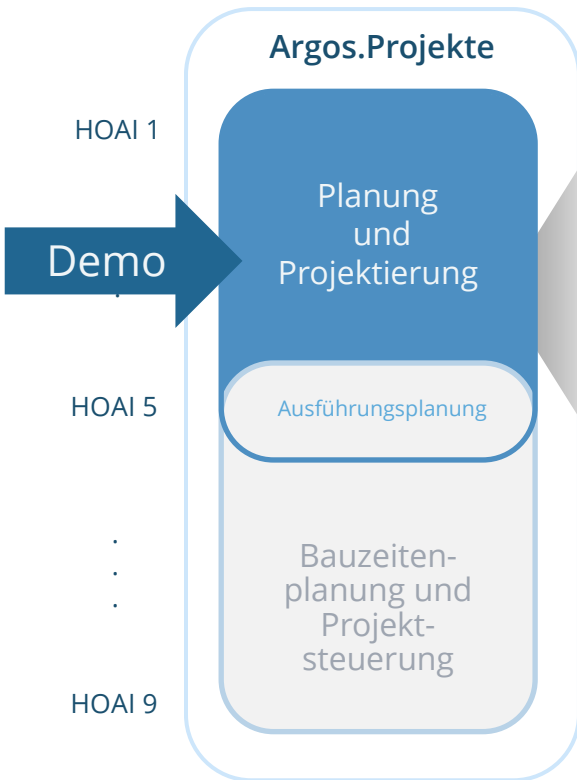 Argos.Projekte
HOAI 1
Planung
und
Projektierung
Demo
.
HOAI 5
Ausführungsplanung
.
.
.
Bauzeiten-
planung und
Projekt-
steuerung
HOAI 9